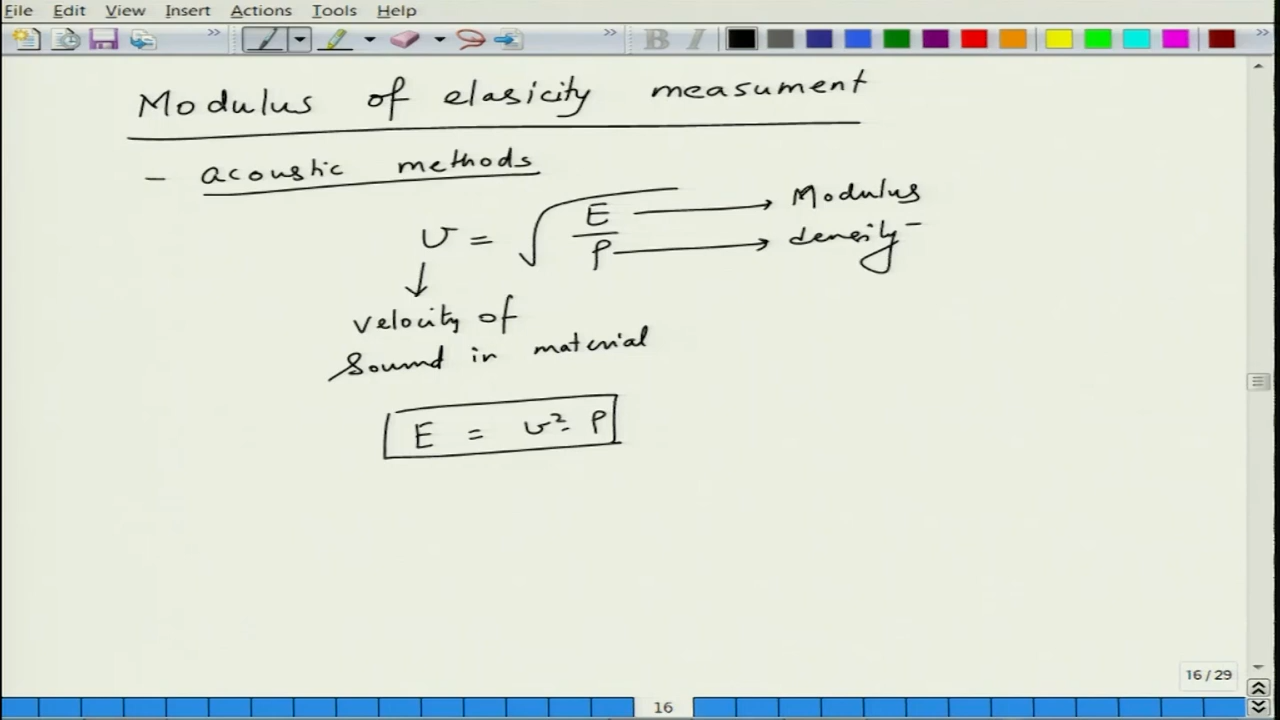 File Edit View Insert Actions Tools Help
B I
Modulus of elasicity measument
- acoustic methods
v = √ E/ρ → Modulus
→ density
↓
velocity of
Sound in material
E = v². ρ
16 / 29
16